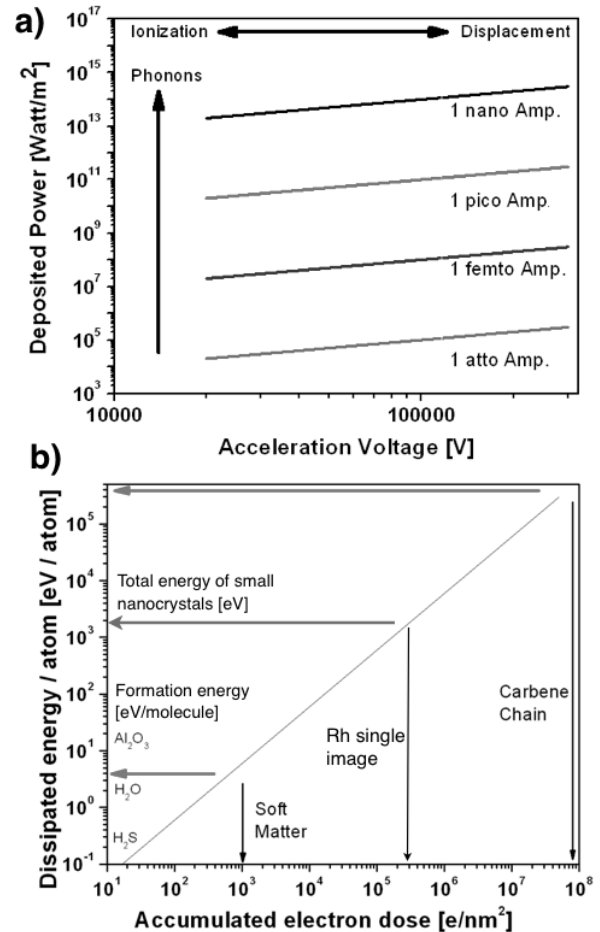 a)
10^17
10^15
10^13
10^11
10^9
10^7
10^5
10^3
Deposited Power [Watt/m^2]
Ionization
Displacement
Phonons
1 nano Amp.
1 pico Amp.
1 femto Amp.
1 atto Amp.
10000
100000
Acceleration Voltage [V]
b)
10^5
10^4
10^3
10^2
10^1
10^0
10^-1
Dissipated energy / atom [eV / atom]
Total energy of small
nanocrystals [eV]
Formation energy
[eV/molecule]
Al₂O₃
H₂O
H₂S
Soft
Matter
Rh single
image
Carbene
Chain
10^1
10^2
10^3
10^4
10^5
10^6
10^7
10^8
Accumulated electron dose [e/nm^2]